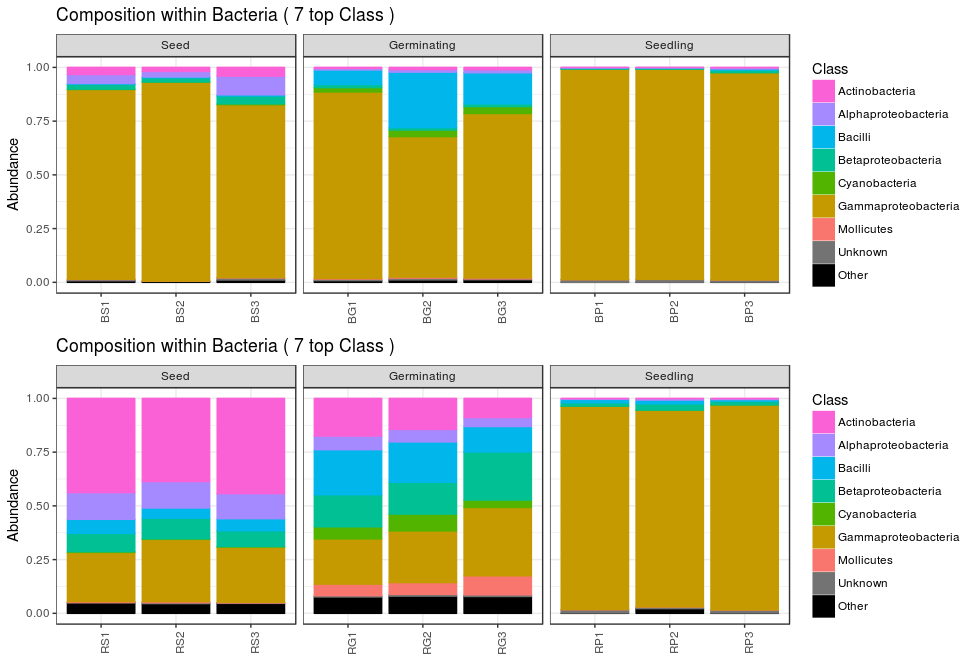 Composition within Bacteria ( 7 top Class )
Seed
Germinating
Seedling
1.00
0.75
0.50
0.25
0.00
Abundance
BS1
BS2
BS3
BG1
BG2
BG3
BP1
BP2
BP3
Class
Actinobacteria
Alphaproteobacteria
Bacilli
Betaproteobacteria
Cyanobacteria
Gammaproteobacteria
Mollicutes
Unknown
Other
Composition within Bacteria ( 7 top Class )
Seed
Germinating
Seedling
1.00
0.75
0.50
0.25
0.00
Abundance
RS1
RS2
RS3
RG1
RG2
RG3
RP1
RP2
RP3
Class
Actinobacteria
Alphaproteobacteria
Bacilli
Betaproteobacteria
Cyanobacteria
Gammaproteobacteria
Mollicutes
Unknown
Other